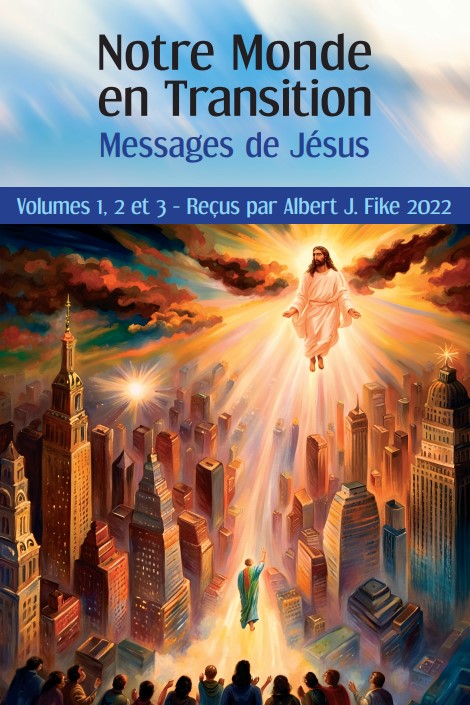 Notre Monde
en Transition
Messages de Jésus
Volumes 1, 2 et 3 - Reçus par Albert J. Fike 2022